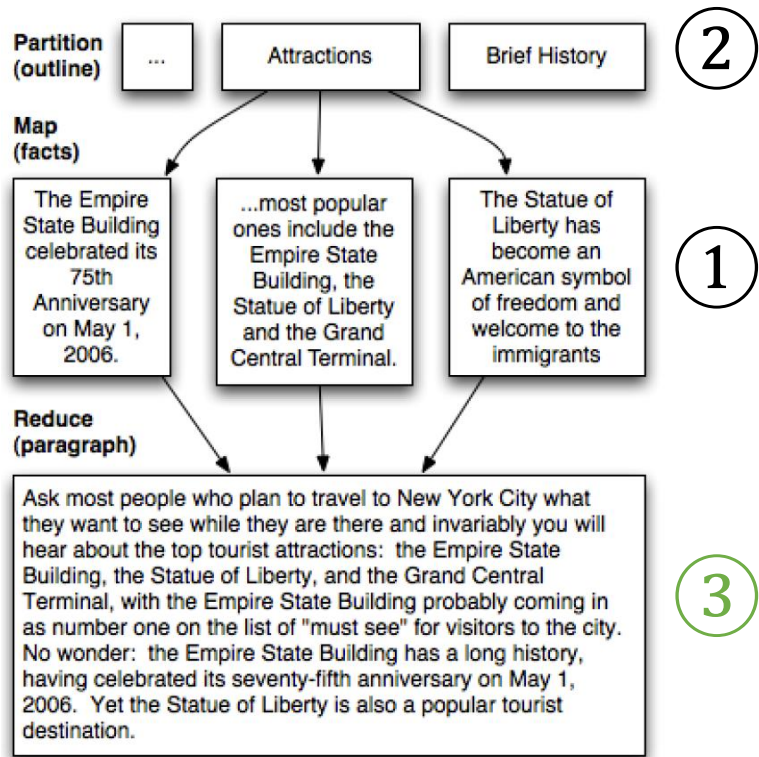 Partition
(outline)
...
Attractions
Brief History
②
Map
(facts)
The Empire
State Building
celebrated its
75th
Anniversary
on May 1,
2006.
...most popular
ones include the
Empire State
Building, the
Statue of Liberty
and the Grand
Central Terminal.
The Statue of
Liberty has
become an
American symbol
of freedom and
welcome to the
immigrants
①
Reduce
(paragraph)
Ask most people who plan to travel to New York City what
they want to see while they are there and invariably you will
hear about the top tourist attractions:  the Empire State
Building, the Statue of Liberty, and the Grand Central
Terminal, with the Empire State Building probably coming in
as number one on the list of "must see" for visitors to the city.
No wonder:  the Empire State Building has a long history,
having celebrated its seventy-fifth anniversary on May 1,
2006.  Yet the Statue of Liberty is also a popular tourist
destination.
③